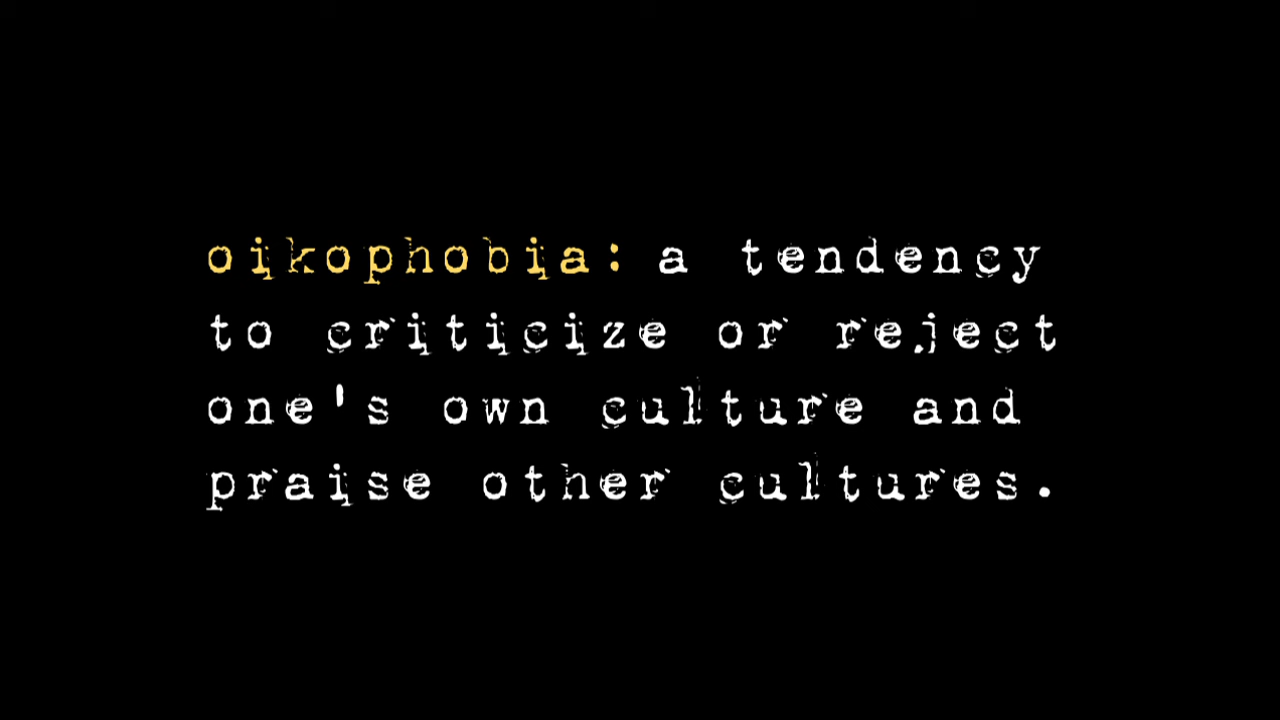 oikophobia: a tendency
to criticize or reject
one's own culture and
praise other cultures.